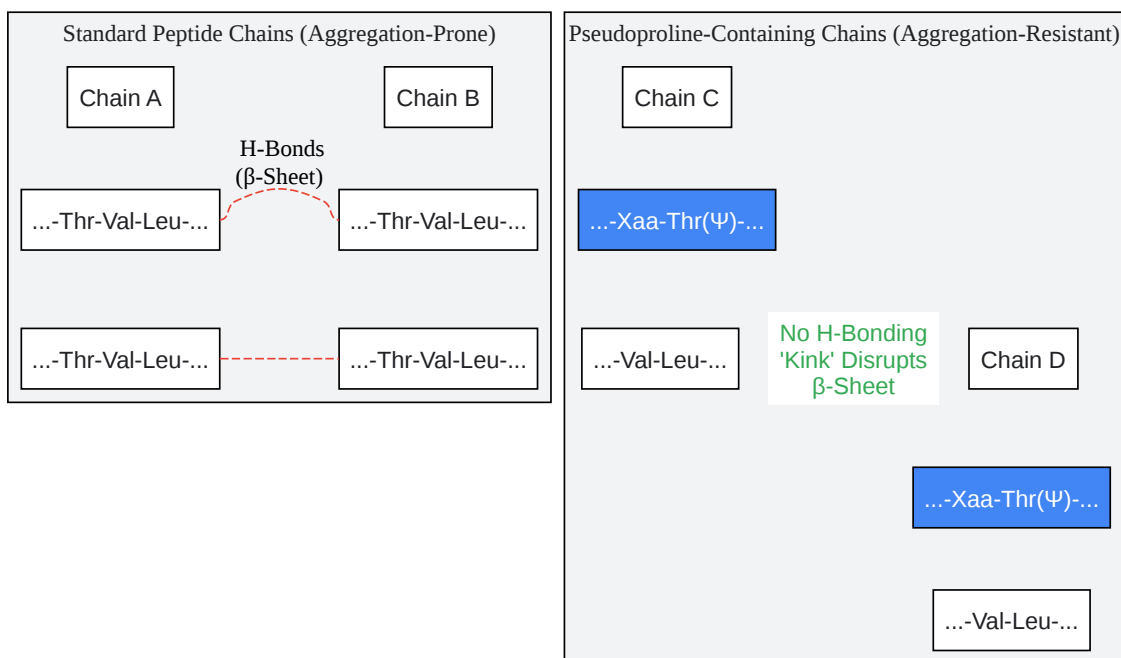 Standard Peptide Chains (Aggregation-Prone)
Chain A
Chain B
H-Bonds
(β-Sheet)
...-Thr-Val-Leu-...
...-Thr-Val-Leu-...
...-Thr-Val-Leu-...
...-Thr-Val-Leu-...
Pseudoproline-Containing Chains (Aggregation-Resistant)
Chain C
...-Xaa-Thr(Ψ)-...
...-Val-Leu-...
No H-Bonding
'Kink' Disrupts
β-Sheet
Chain D
...-Xaa-Thr(Ψ)-...
...-Val-Leu-...